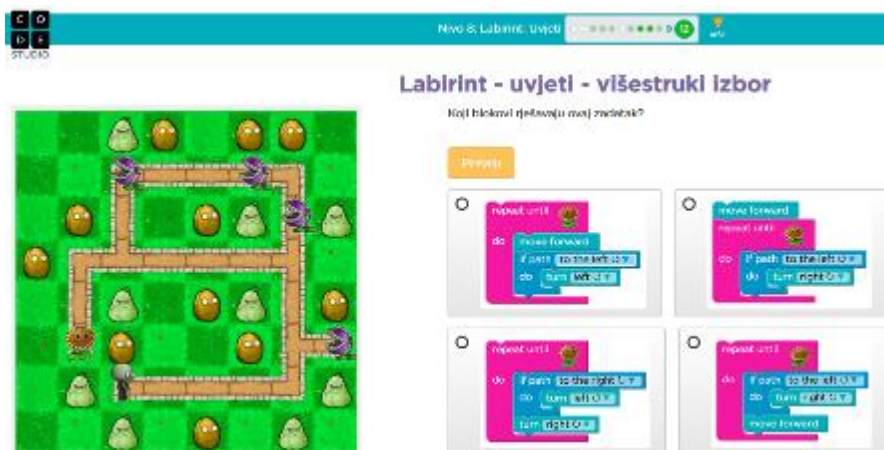 C O
D E
STUDIO
Nivo 8: Labirint: Uvjeti
12
Labirint - uvjeti - višestruki izbor
Koji blokovi rješavaju ovaj zadatak?
repeat until
do
move forward
if path to the left
do turn left
move forward
repeat until
do
if path to the left
do turn right
repeat until
do
if path to the right
do turn left
turn right
repeat until
do
if path to the left
do turn right
move forward